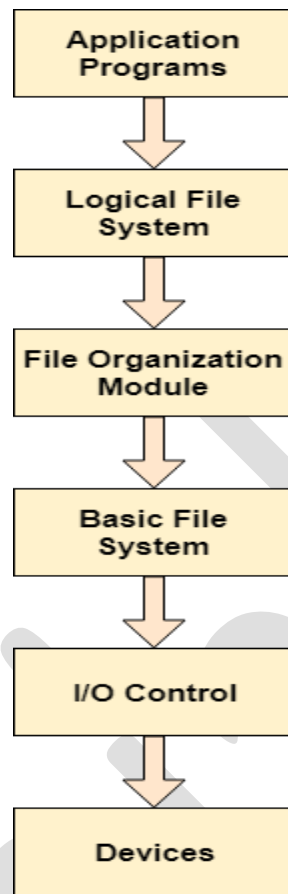 Application
Programs
Logical File
System
File Organization
Module
Basic File
System
I/O Control
Devices